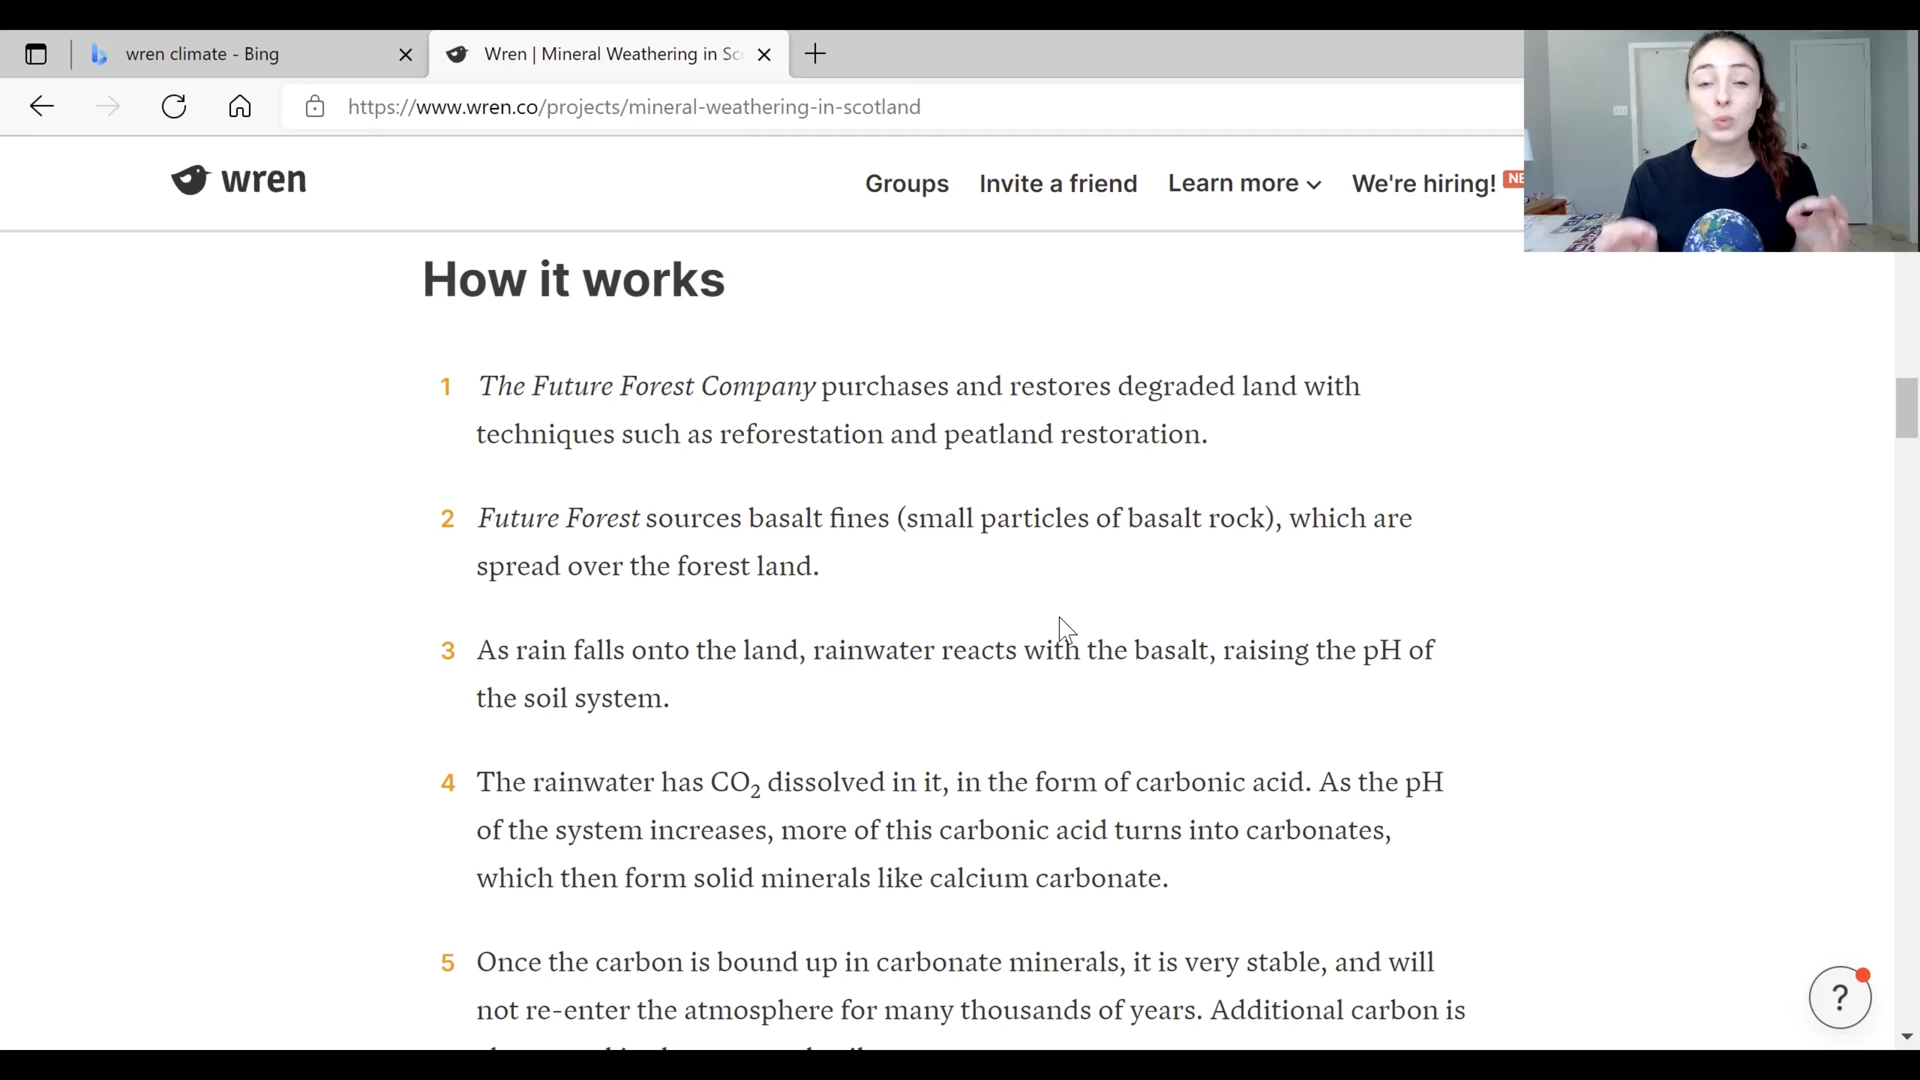 wren climate - Bing
Wren | Mineral Weathering in Sc
https://www.wren.co/projects/mineral-weathering-in-scotland
wren
Groups
Invite a friend
Learn more
We're hiring!
NE
How it works
1 The Future Forest Company purchases and restores degraded land with
techniques such as reforestation and peatland restoration.
2 Future Forest sources basalt fines (small particles of basalt rock), which are
spread over the forest land.
3 As rain falls onto the land, rainwater reacts with the basalt, raising the pH of
the soil system.
4 The rainwater has CO₂ dissolved in it, in the form of carbonic acid. As the pH
of the system increases, more of this carbonic acid turns into carbonates,
which then form solid minerals like calcium carbonate.
5 Once the carbon is bound up in carbonate minerals, it is very stable, and will
not re-enter the atmosphere for many thousands of years. Additional carbon is
?